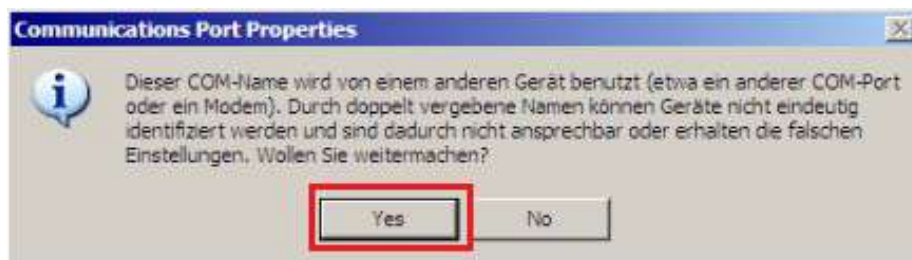 Communications Port Properties
Dieser COM-Name wird von einem anderen Gerät benutzt (etwa ein anderer COM-Port
oder ein Modem). Durch doppelt vergebene Namen können Geräte nicht eindeutig
identifiziert werden und sind dadurch nicht ansprechbar oder erhalten die falschen
Einstellungen. Wollen Sie weitermachen?
Yes
No